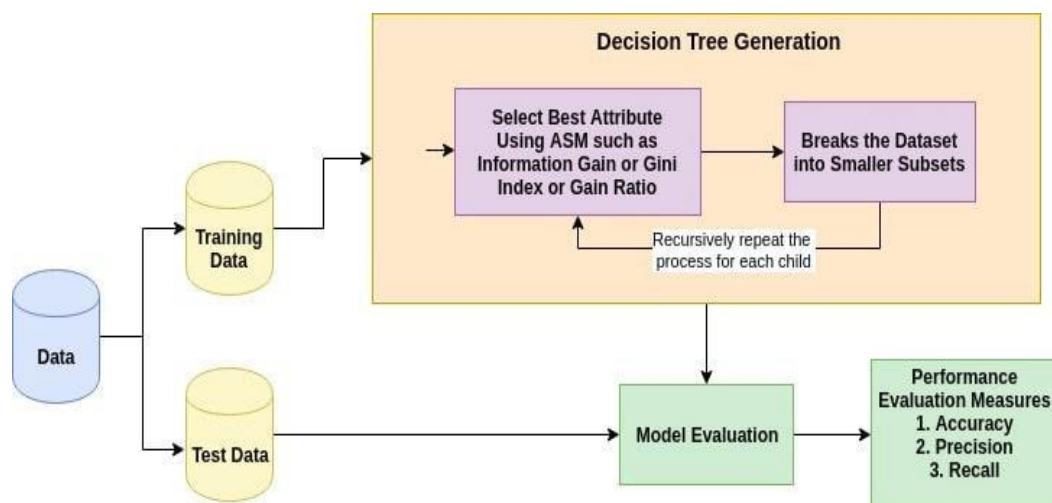 Decision Tree Generation
Select Best Attribute
Using ASM such as
Information Gain or Gini
Index or Gain Ratio
Breaks the Dataset
into Smaller Subsets
Recursively repeat the
process for each child
Training
Data
Data
Test Data
Model Evaluation
Performance
Evaluation Measures
1. Accuracy
2. Precision
3. Recall